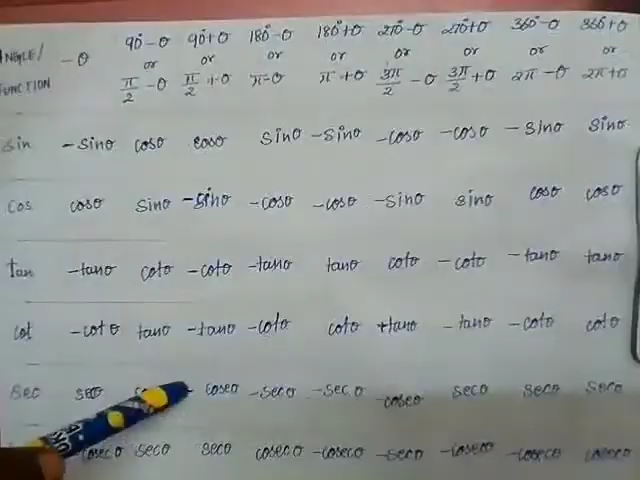 ANGLE/ FUNCTION -θ 90°-θ or π/2 -θ 90°+θ or π/2 +θ 180°-θ or π-θ 180°+θ or π+θ 270°-θ or 3π/2 -θ 270°+θ or 3π/2 +θ 360°-θ or 2π-θ 360+θ or 2π+θ
sin -sinθ cosθ cosθ sinθ -sinθ -cosθ -cosθ -sinθ sinθ
cos cosθ sinθ -sinθ -cosθ -cosθ -sinθ sinθ cosθ cosθ
tan -tanθ cotθ -cotθ -tanθ tanθ cotθ -cotθ -tanθ tanθ
cot -cotθ tanθ -tanθ -cotθ cotθ +tanθ -tanθ -cotθ cotθ
sec secθ cosecθ -secθ -secθ -cosecθ secθ secθ secθ
cosecθ secθ secθ cosecθ -cosecθ -secθ -cosecθ -cosecθ cosecθ